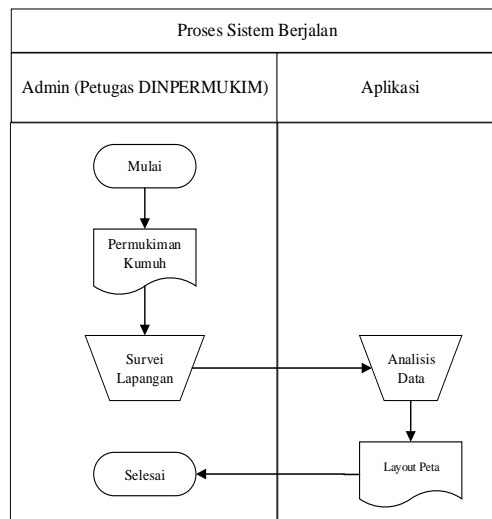 Proses Sistem Berjalan
Admin (Petugas DINPERMUKIM)
Aplikasi
Mulai
Permukiman
Kumuh
Survei
Lapangan
Analisis
Data
Selesai
Layout Peta